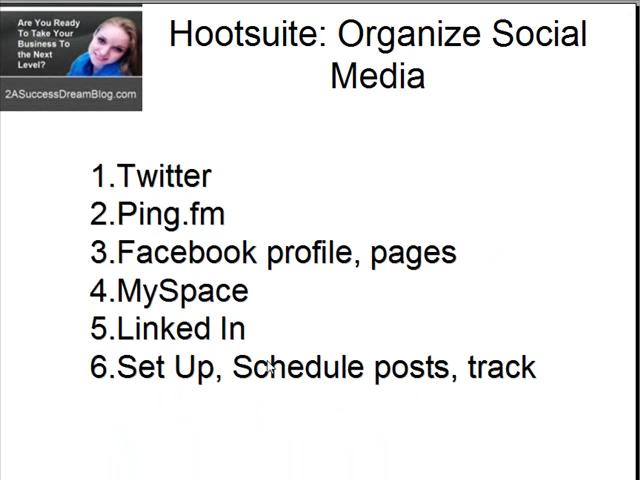 Are You Ready
To Take Your
Business To
the Next
Level?
2ASuccessDreamBlog.com
Hootsuite: Organize Social
Media
1.Twitter
2.Ping.fm
3.Facebook profile, pages
4.MySpace
5.Linked In
6.Set Up, Schedule posts, track